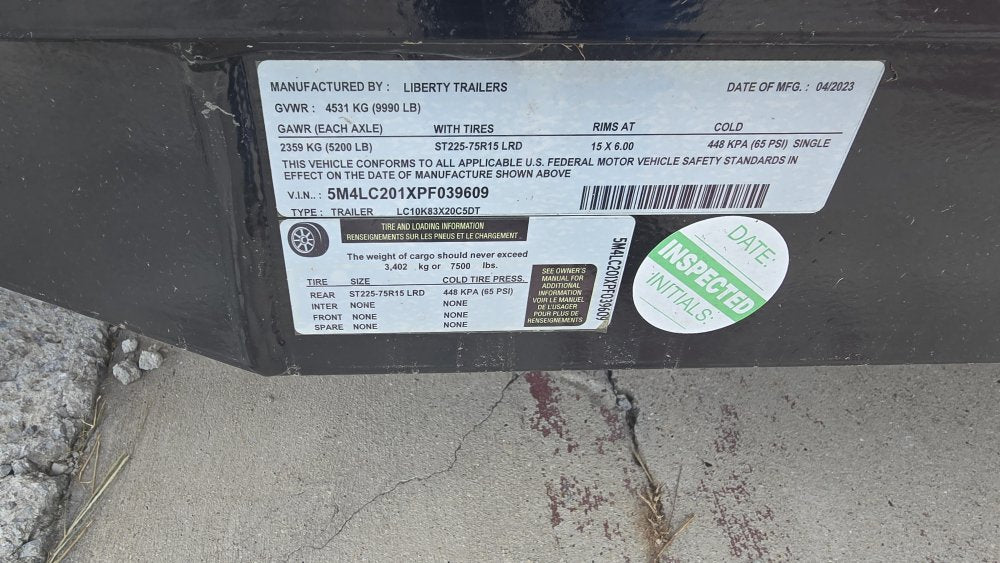 MANUFACTURED BY : LIBERTY TRAILERS DATE OF MFG. : 04/2023
GVWR : 4531 KG (9990 LB)
GAWR (EACH AXLE) WITH TIRES RIMS AT COLD
2359 KG (5200 LB) ST225-75R15 LRD 15 X 6.00 448 KPA (65 PSI) SINGLE
THIS VEHICLE CONFORMS TO ALL APPLICABLE U.S. FEDERAL MOTOR VEHICLE SAFETY STANDARDS IN
EFFECT ON THE DATE OF MANUFACTURE SHOWN ABOVE
V.I.N.. : 5M4LC201XPF039609
TYPE : TRAILER LC10K83X20C5DT
TIRE AND LOADING INFORMATION
RENSEIGNEMENTS SUR LES PNEUS ET LE CHARGEMENT
The weight of cargo should never exceed
3,402 kg or 7500 lbs.
TIRE SIZE COLD TIRE PRESS.
REAR ST225-75R15 LRD 448 KPA (65 PSI)
INTER NONE NONE
FRONT NONE NONE
SPARE NONE NONE
SEE OWNER'S
MANUAL FOR
ADDITIONAL
INFORMATION
VOIR LE MANUEL
DE L'USAGER
POUR PLUS DE
RENSEIGNEMENTS
5M4LC201XPF039609
DATE:
INSPECTED
INITIALS: